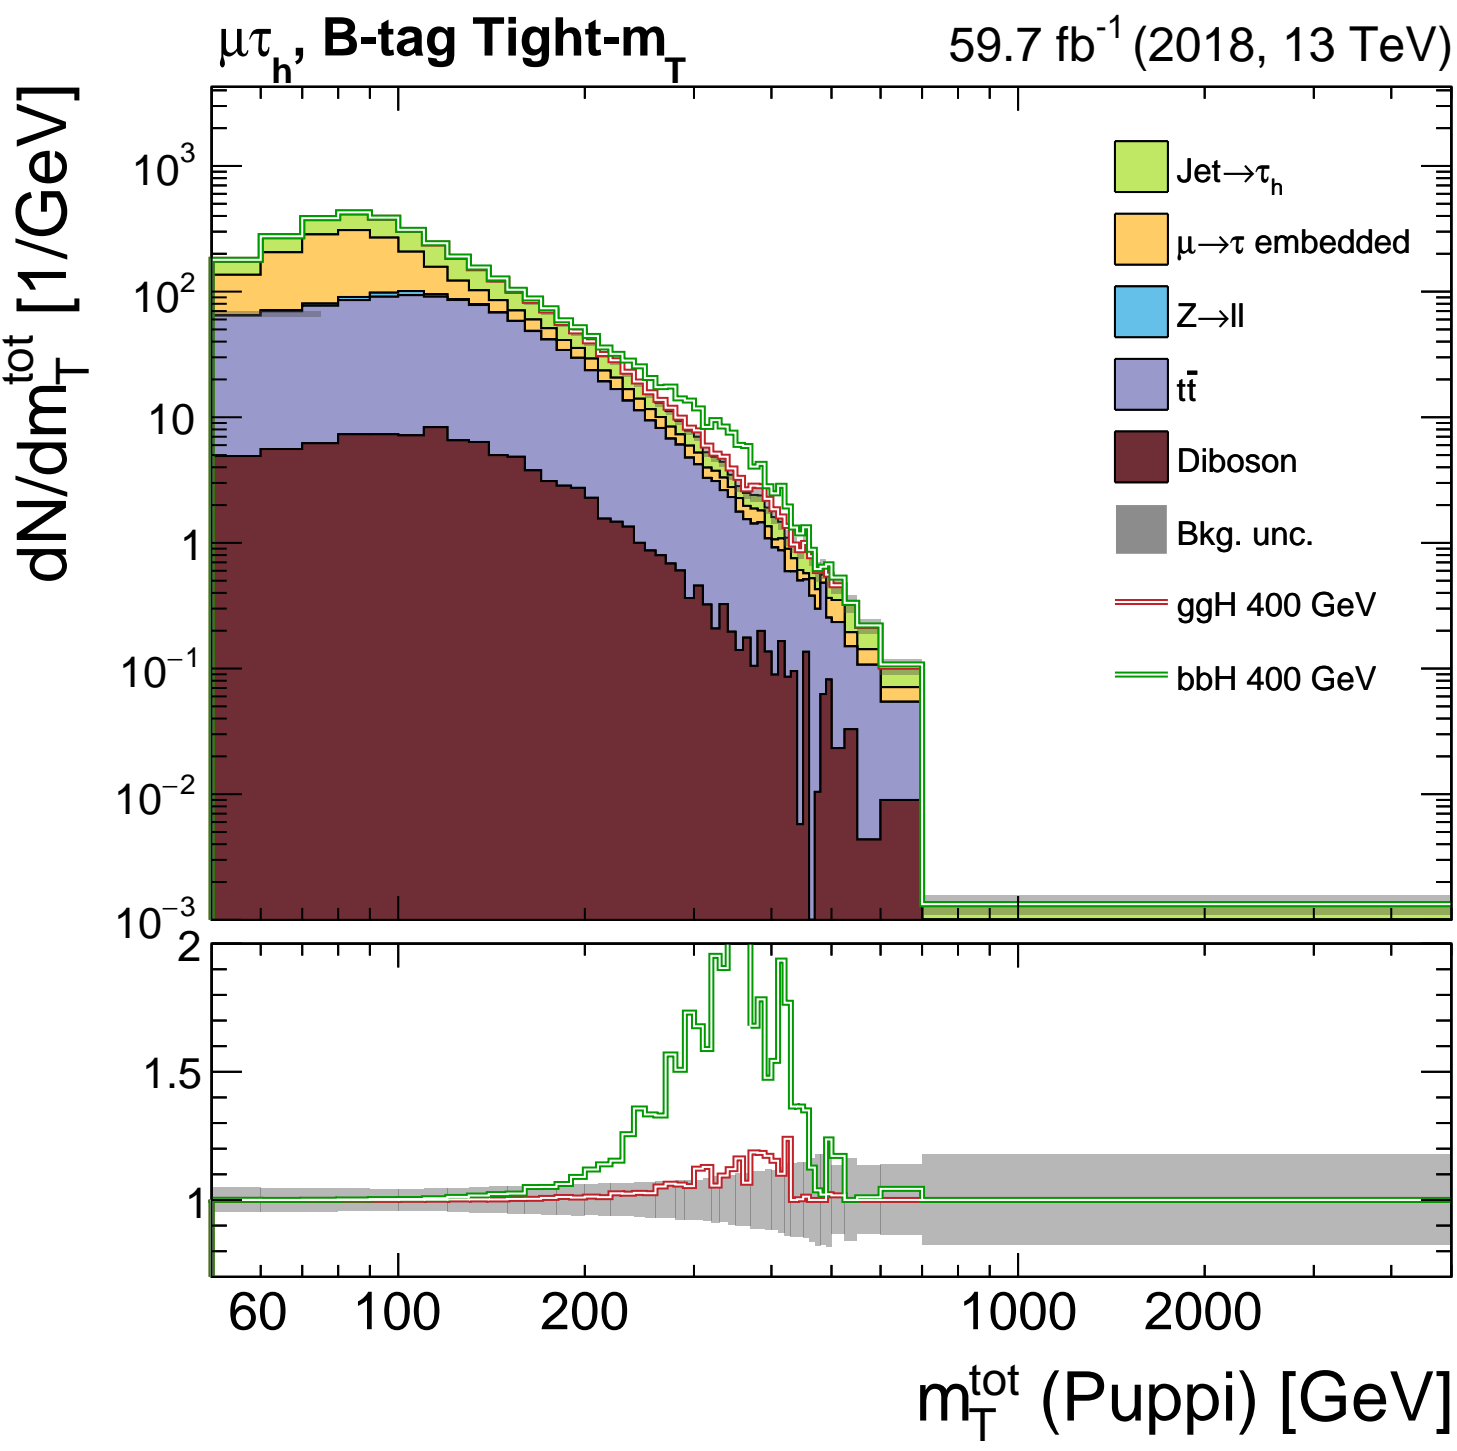 μτh, B-tag Tight-mT
59.7 fb-1 (2018, 13 TeV)
dN/dmTtot [1/GeV]
10^3
10^2
10
1
10^−1
10^−2
10^−3
Jet→τh
μ→τ embedded
Z→ll
tt̄
Diboson
Bkg. unc.
ggH 400 GeV
bbH 400 GeV
2
1.5
1
60 100 200 1000 2000
mTtot (Puppi) [GeV]